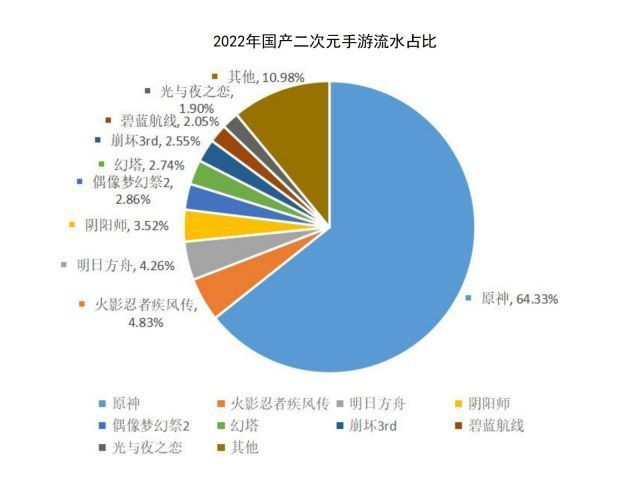 2022年国产二次元手游流水占比
其他, 10.98%
光与夜之恋,
1.90%
碧蓝航线, 2.05%
崩坏3rd, 2.55%
幻塔, 2.74%
偶像梦幻祭2,
2.86%
阴阳师, 3.52%
明日方舟, 4.26%
原神, 64.33%
火影忍者疾风传,
4.83%
原神 火影忍者疾风传 明日方舟 阴阳师
偶像梦幻祭2 幻塔 崩坏3rd 碧蓝航线
光与夜之恋 其他